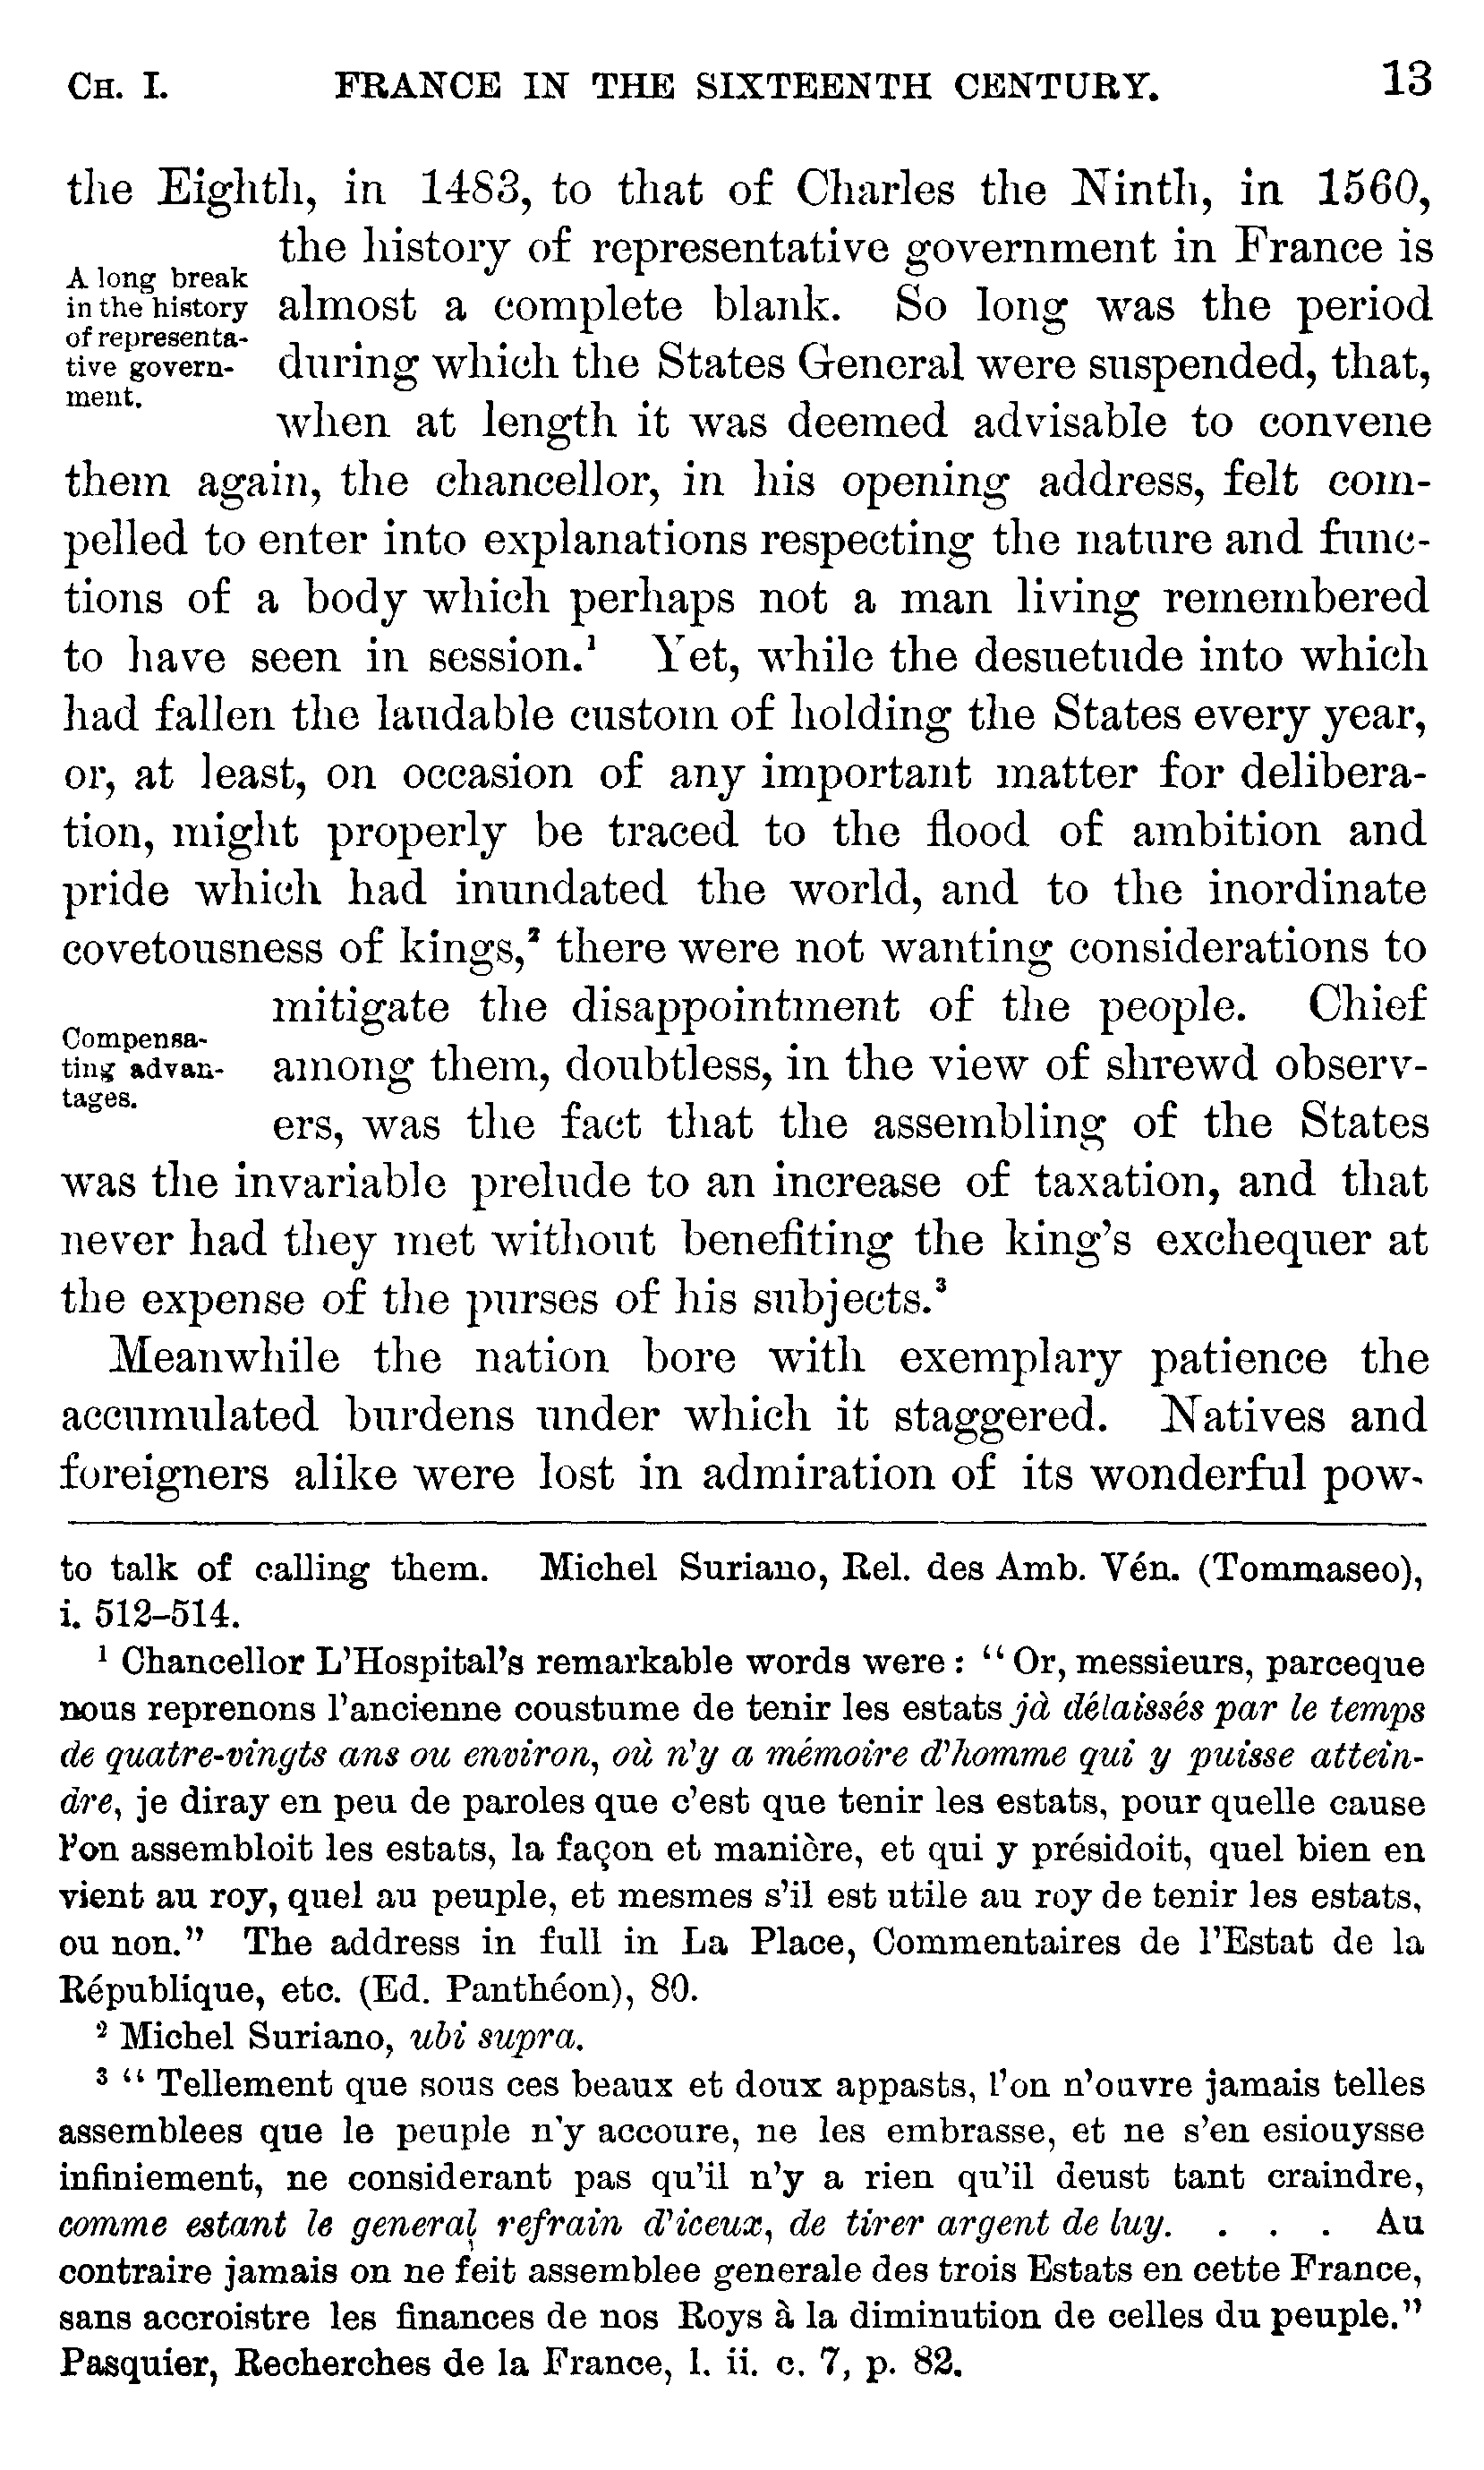 CH. I. FRANCE IN THE SIXTEENTH CENTURY. 13
the Eighth, in 1483, to that of Charles the Ninth, in 1560,
the history of representative government in France is
A long break
in the history
of representa-
tive govern-
ment.
almost a complete blank. So long was the period
during which the States General were suspended, that,
when at length it was deemed advisable to convene
them again, the chancellor, in his opening address, felt com-
pelled to enter into explanations respecting the nature and func-
tions of a body which perhaps not a man living remembered
to have seen in session.¹ Yet, while the desuetude into which
had fallen the laudable custom of holding the States every year,
or, at least, on occasion of any important matter for delibera-
tion, might properly be traced to the flood of ambition and
pride which had inundated the world, and to the inordinate
covetousness of kings,² there were not wanting considerations to
mitigate the disappointment of the people. Chief
Compensa-
ting advan-
tages.
among them, doubtless, in the view of shrewd observ-
ers, was the fact that the assembling of the States
was the invariable prelude to an increase of taxation, and that
never had they met without benefiting the king's exchequer at
the expense of the purses of his subjects.³
Meanwhile the nation bore with exemplary patience the
accumulated burdens under which it staggered. Natives and
foreigners alike were lost in admiration of its wonderful pow-
to talk of calling them. Michel Suriano, Rel. des Amb. Vén. (Tommaseo),
i. 512–514.
¹ Chancellor L'Hospital's remarkable words were: "Or, messieurs, parceque
nous reprenons l'ancienne coustume de tenir les estats jà délaissés par le temps
de quatre-vingts ans ou environ, où n'y a mémoire d'homme qui y puisse attein-
dre, je diray en peu de paroles que c'est que tenir les estats, pour quelle cause
l'on assembloit les estats, la façon et manière, et qui y présidoit, quel bien en
vient au roy, quel au peuple, et mesmes s'il est utile au roy de tenir les estats,
ou non." The address in full in La Place, Commentaires de l'Estat de la
République, etc. (Ed. Panthéon), 80.
² Michel Suriano, ubi supra.
³ "Tellement que sous ces beaux et doux appasts, l'on n'ouvre jamais telles
assemblees que le peuple n'y accoure, ne les embrasse, et ne s'en esiouysse
infiniement, ne considerant pas qu'il n'y a rien qu'il deust tant craindre,
comme estant le general refrain d'iceux, de tirer argent de luy. . . . Au
contraire jamais on ne feit assemblee generale des trois Estats en cette France,
sans accroistre les finances de nos Roys à la diminution de celles du peuple."
Pasquier, Recherches de la France, l. ii. c. 7, p. 82.